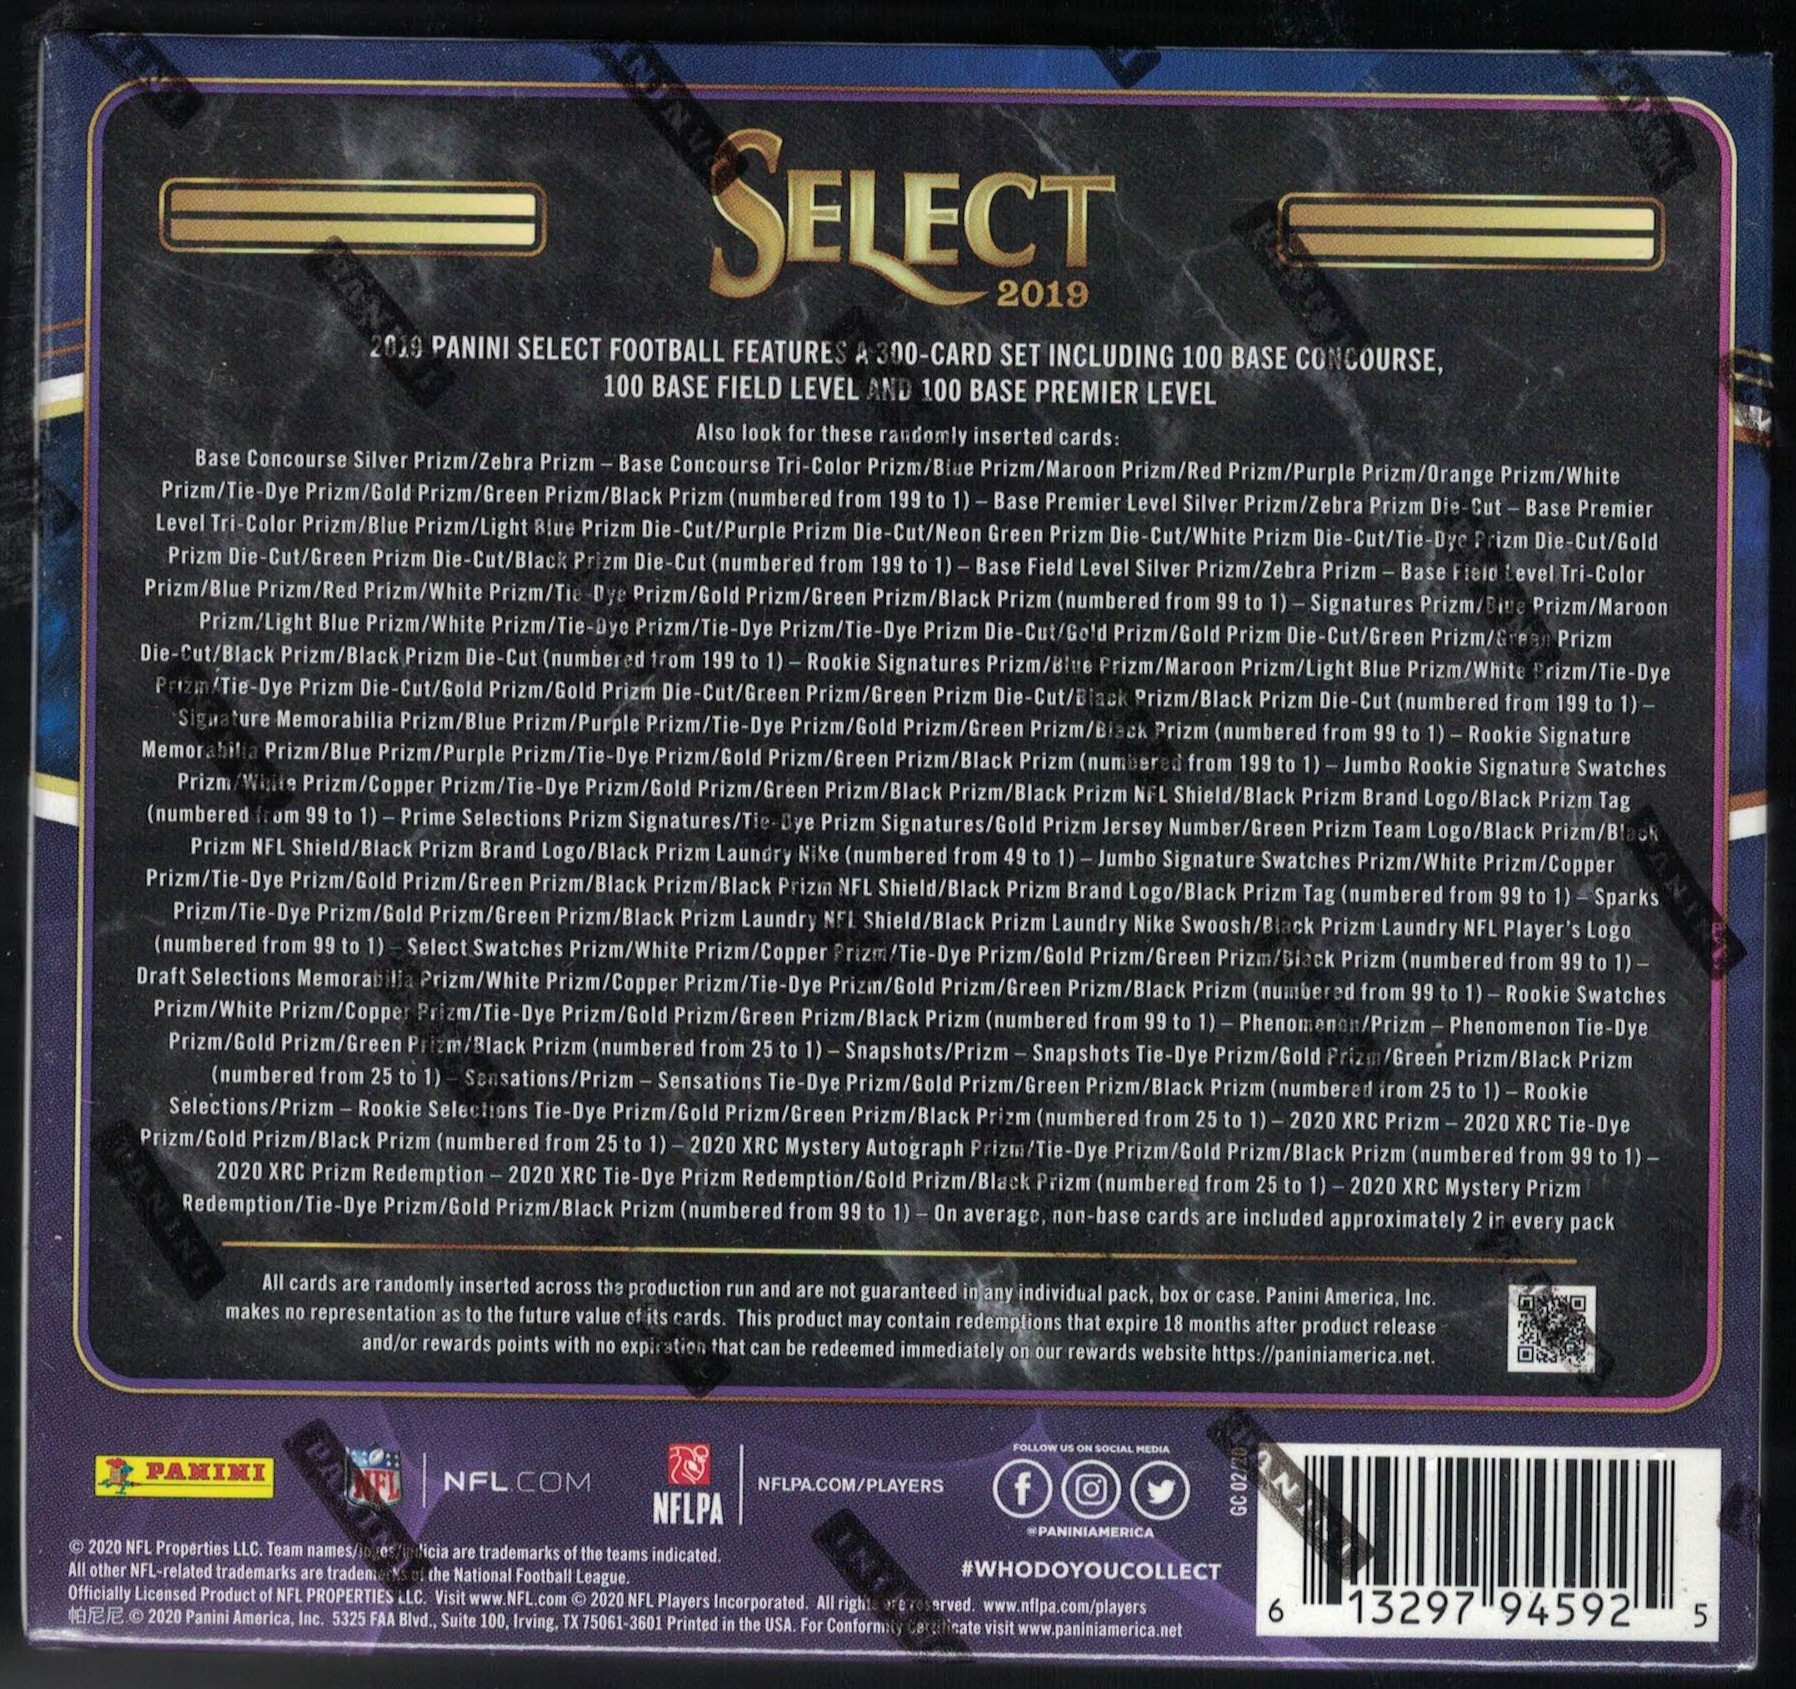 SELECT
2019
2019 PANINI SELECT FOOTBALL FEATURES A 300-CARD SET INCLUDING 100 BASE CONCOURSE,
100 BASE FIELD LEVEL AND 100 BASE PREMIER LEVEL
Also look for these randomly inserted cards:
Base Concourse Silver Prizm/Zebra Prizm – Base Concourse Tri-Color Prizm/Blue Prizm/Maroon Prizm/Red Prizm/Purple Prizm/Orange Prizm/White
Prizm/Tie-Dye Prizm/Gold Prizm/Green Prizm/Black Prizm (numbered from 199 to 1) – Base Premier Level Silver Prizm/Zebra Prizm Die-Cut – Base Premier
Level Tri-Color Prizm/Blue Prizm/Light Blue Prizm Die-Cut/Purple Prizm Die-Cut/Neon Green Prizm Die-Cut/White Prizm Die-Cut/Tie-Dye Prizm Die-Cut/Gold
Prizm Die-Cut/Green Prizm Die-Cut/Black Prizm Die-Cut (numbered from 199 to 1) – Base Field Level Silver Prizm/Zebra Prizm – Base Field Level Tri-Color
Prizm/Blue Prizm/Red Prizm/White Prizm/Tie-Dye Prizm/Gold Prizm/Green Prizm/Black Prizm (numbered from 99 to 1) – Signatures Prizm/Blue Prizm/Maroon
Prizm/Light Blue Prizm/White Prizm/Tie-Dye Prizm/Tie-Dye Prizm/Tie-Dye Prizm Die-Cut/Gold Prizm/Gold Prizm Die-Cut/Green Prizm/Green Prizm
Die-Cut/Black Prizm/Black Prizm Die-Cut (numbered from 199 to 1) – Rookie Signatures Prizm/Blue Prizm/Maroon Prizm/Light Blue Prizm/White Prizm/Tie-Dye
Prizm/Tie-Dye Prizm Die-Cut/Gold Prizm/Gold Prizm Die-Cut/Green Prizm/Green Prizm Die-Cut/Black Prizm/Black Prizm Die-Cut (numbered from 199 to 1) –
Signature Memorabilia Prizm/Blue Prizm/Purple Prizm/Tie-Dye Prizm/Gold Prizm/Green Prizm/Black Prizm (numbered from 99 to 1) – Rookie Signature
Memorabilia Prizm/Blue Prizm/Purple Prizm/Tie-Dye Prizm/Gold Prizm/Green Prizm/Black Prizm (numbered from 199 to 1) – Jumbo Rookie Signature Swatches
Prizm/White Prizm/Copper Prizm/Tie-Dye Prizm/Gold Prizm/Green Prizm/Black Prizm/Black Prizm NFL Shield/Black Prizm Brand Logo/Black Prizm Tag
(numbered from 99 to 1) – Prime Selections Prizm Signatures/Tie-Dye Prizm Signatures/Gold Prizm Jersey Number/Green Prizm Team Logo/Black Prizm/Black
Prizm NFL Shield/Black Prizm Brand Logo/Black Prizm Laundry Nike (numbered from 49 to 1) – Jumbo Signature Swatches Prizm/White Prizm/Copper
Prizm/Tie-Dye Prizm/Gold Prizm/Green Prizm/Black Prizm/Black Prizm NFL Shield/Black Prizm Brand Logo/Black Prizm Tag (numbered from 99 to 1) – Sparks
Prizm/Tie-Dye Prizm/Gold Prizm/Green Prizm/Black Prizm Laundry NFL Shield/Black Prizm Laundry Nike Swoosh/Black Prizm Laundry NFL Player's Logo
(numbered from 99 to 1) – Select Swatches Prizm/White Prizm/Copper Prizm/Tie-Dye Prizm/Gold Prizm/Green Prizm/Black Prizm (numbered from 99 to 1) –
Draft Selections Memorabilia Prizm/White Prizm/Copper Prizm/Tie-Dye Prizm/Gold Prizm/Green Prizm/Black Prizm (numbered from 99 to 1) – Rookie Swatches
Prizm/White Prizm/Copper Prizm/Tie-Dye Prizm/Gold Prizm/Green Prizm/Black Prizm (numbered from 99 to 1) – Phenomenon/Prizm – Phenomenon Tie-Dye
Prizm/Gold Prizm/Green Prizm/Black Prizm (numbered from 25 to 1) – Snapshots/Prizm – Snapshots Tie-Dye Prizm/Gold Prizm/Green Prizm/Black Prizm
(numbered from 25 to 1) – Sensations/Prizm – Sensations Tie-Dye Prizm/Gold Prizm/Green Prizm/Black Prizm (numbered from 25 to 1) – Rookie
Selections/Prizm – Rookie Selections Tie-Dye Prizm/Gold Prizm/Green Prizm/Black Prizm (numbered from 25 to 1) – 2020 XRC Prizm – 2020 XRC Tie-Dye
Prizm/Gold Prizm/Black Prizm (numbered from 25 to 1) – 2020 XRC Mystery Autograph Prizm/Tie-Dye Prizm/Gold Prizm/Black Prizm (numbered from 99 to 1) –
2020 XRC Prizm Redemption – 2020 XRC Tie-Dye Prizm Redemption/Gold Prizm/Black Prizm (numbered from 25 to 1) – 2020 XRC Mystery Prizm
Redemption/Tie-Dye Prizm/Gold Prizm/Black Prizm (numbered from 99 to 1) – On average, non-base cards are included approximately 2 in every pack
All cards are randomly inserted across the production run and are not guaranteed in any individual pack, box or case. Panini America, Inc.
makes no representation as to the future value of its cards. This product may contain redemptions that expire 18 months after product release
and/or rewards points with no expiration that can be redeemed immediately on our rewards website https://paniniamerica.net.
PANINI
NFL
NFL.COM
NFLPA
NFLPA.COM/PLAYERS
FOLLOW US ON SOCIAL MEDIA
@PANINIAMERICA
#WHODOYOUCOLLECT
GC 02/20
6 13297 94592 5
© 2020 NFL Properties LLC. Team names/logos/indicia are trademarks of the teams indicated.
All other NFL-related trademarks are trademarks of the National Football League.
Officially Licensed Product of NFL PROPERTIES LLC. Visit www.NFL.com © 2020 NFL Players Incorporated. All rights are reserved. www.nflpa.com/players
帕尼尼 © 2020 Panini America, Inc. 5325 FAA Blvd., Suite 100, Irving, TX 75061-3601 Printed in the USA. For Conformity Certificate visit www.paniniamerica.net